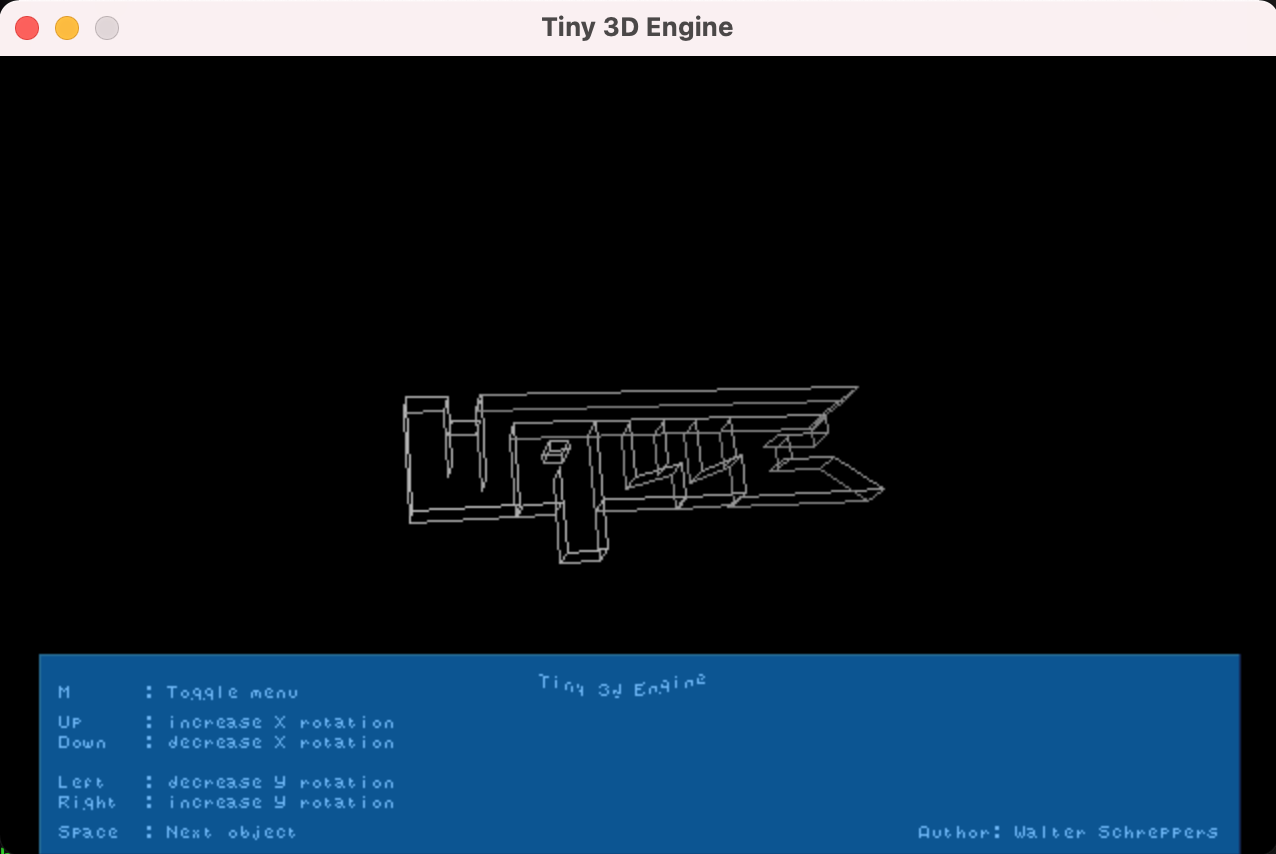 Tiny 3D Engine
Tiny 3d Engine
M : Toggle menu
Up : increase X rotation
Down : decrease X rotation
Left : decrease Y rotation
Right : increase Y rotation
Space : Next object
Author: Walter Schreppers